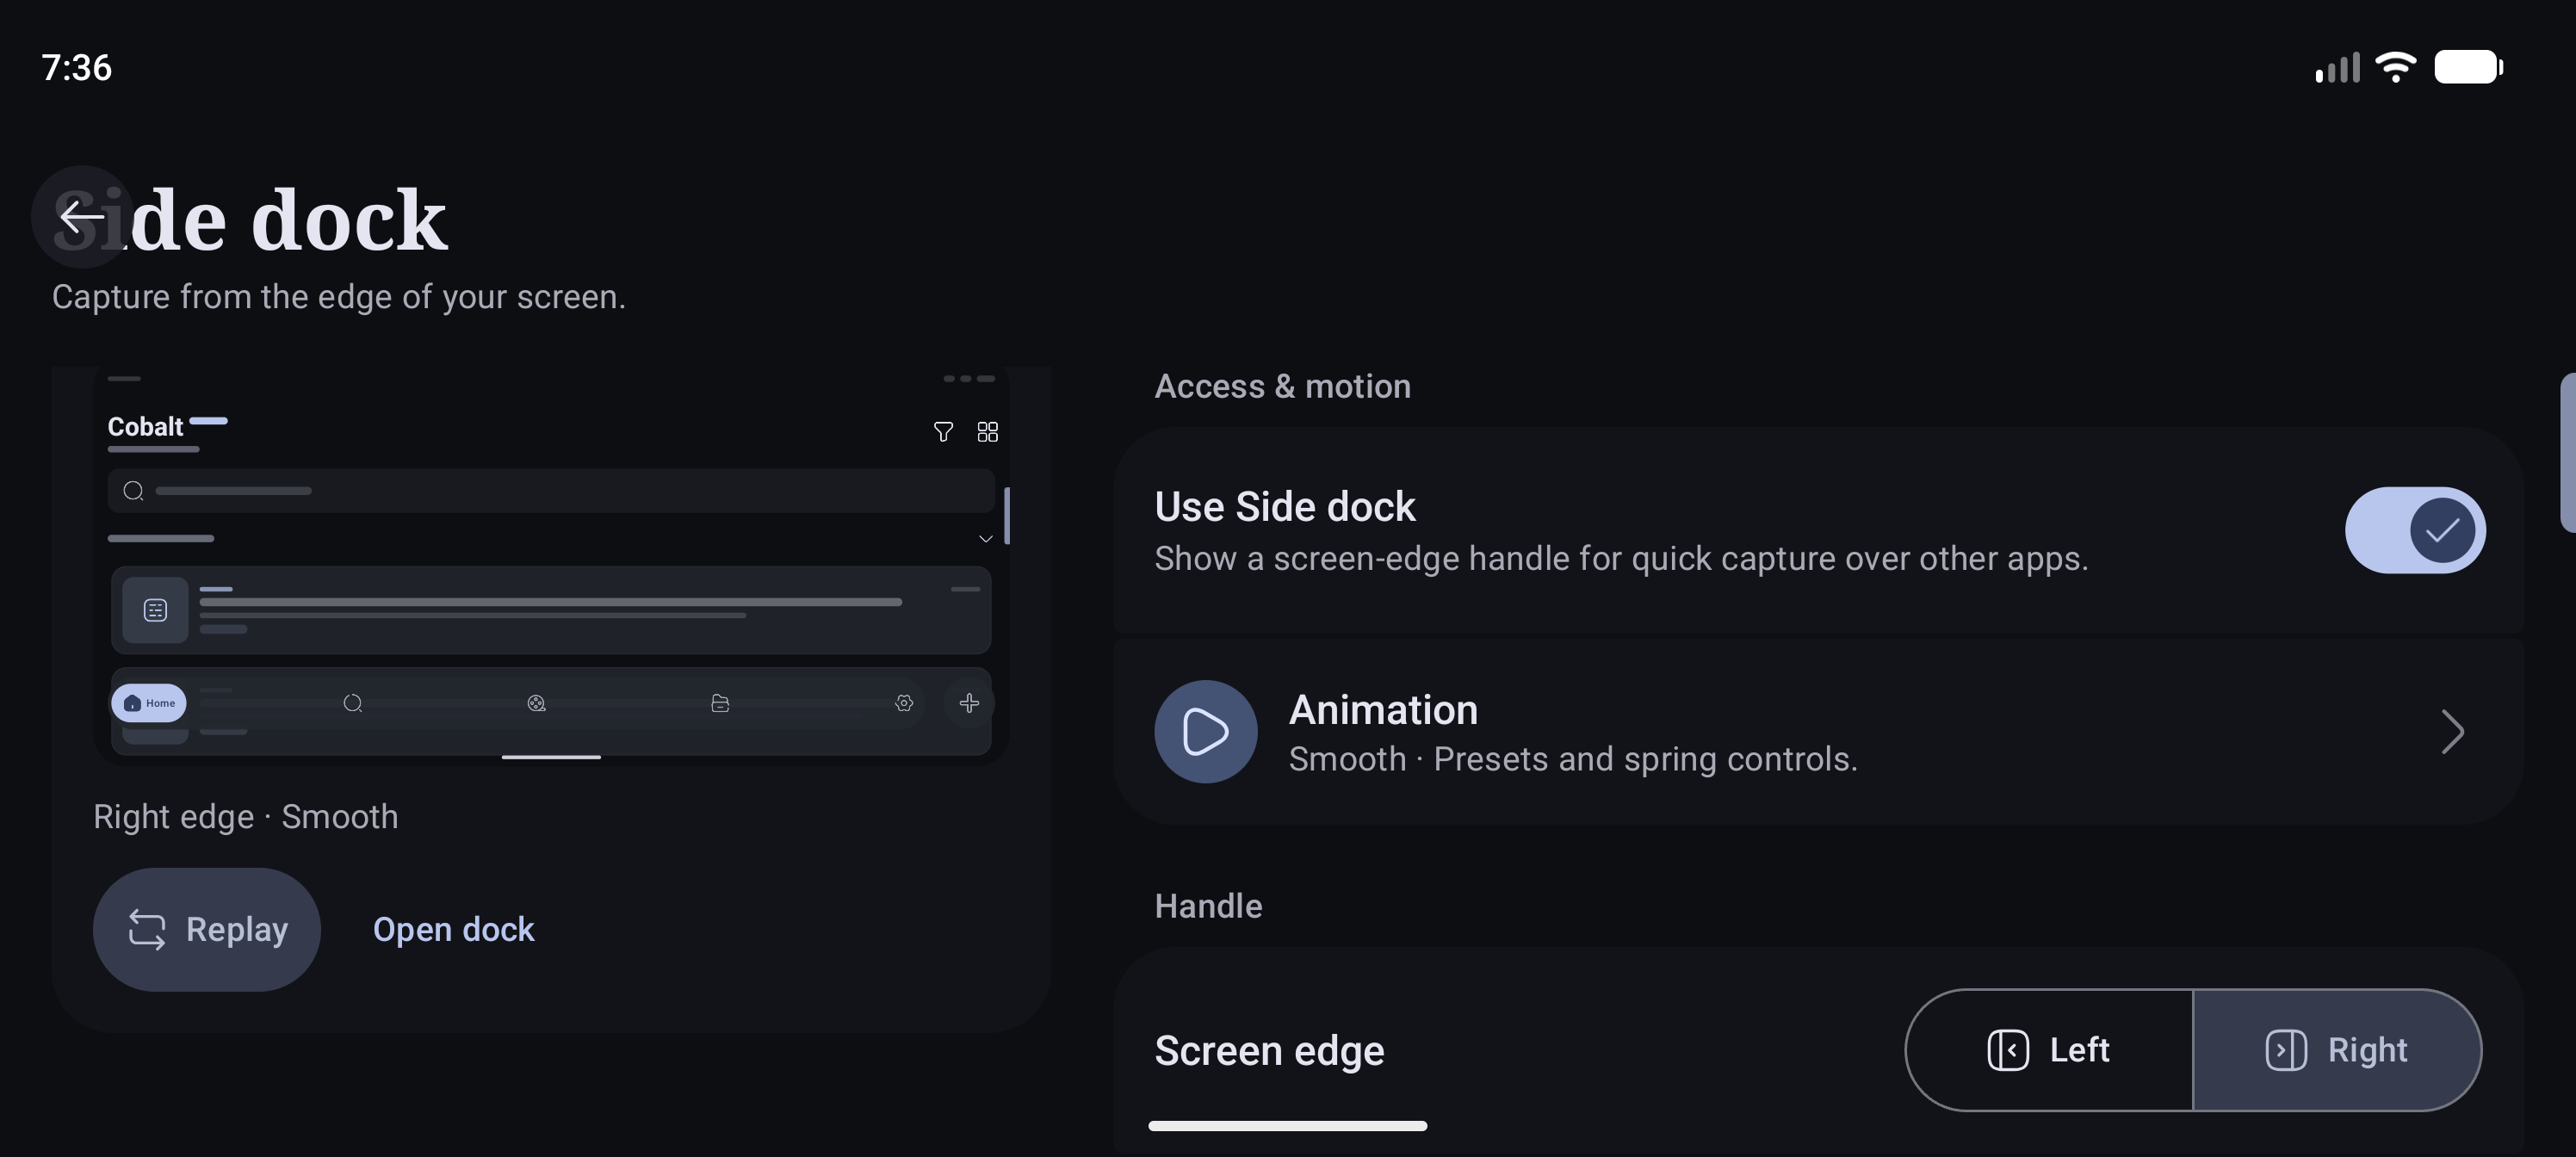 7:36
Side dock
Capture from the edge of your screen.
Cobalt
Home
Right edge · Smooth
Replay
Open dock
Access & motion
Use Side dock
Show a screen-edge handle for quick capture over other apps.
Animation
Smooth · Presets and spring controls.
Handle
Screen edge
Left
Right